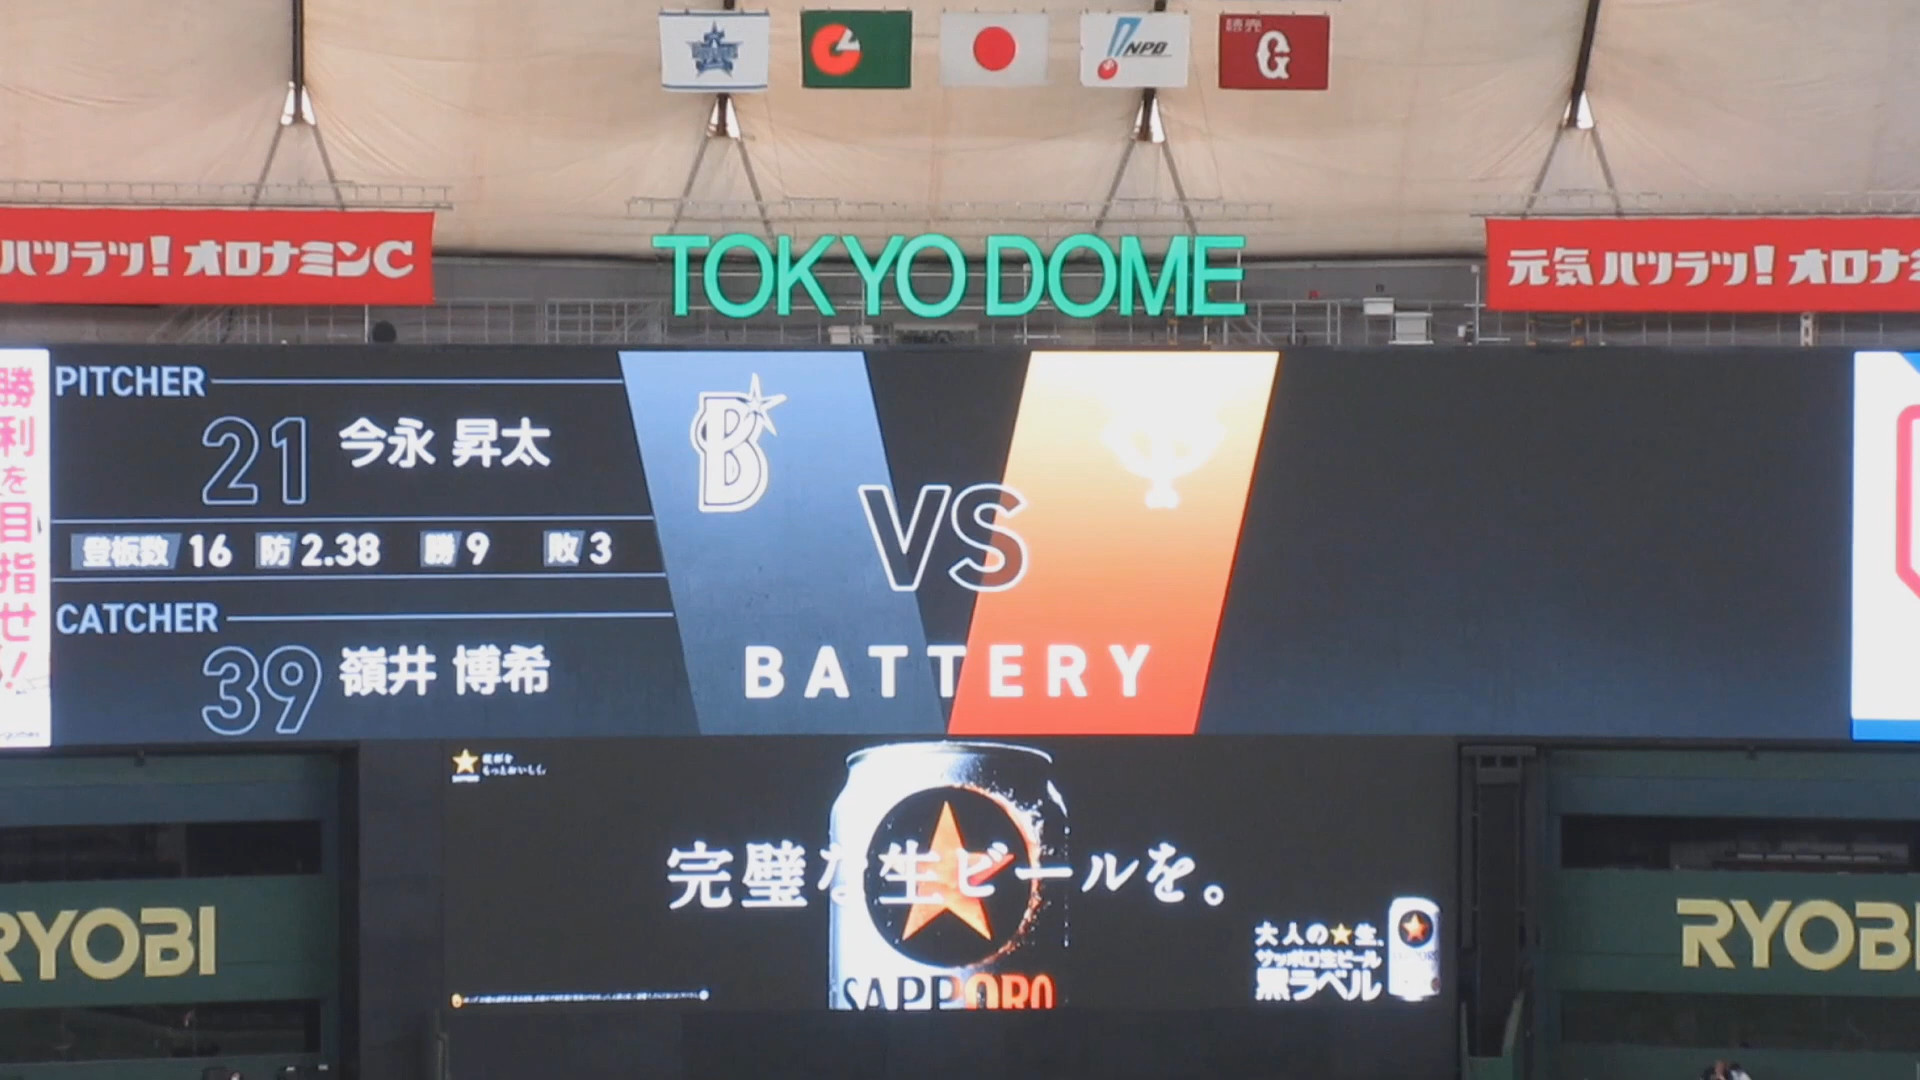 NPB
読売
G
ハツラツ！オロナミンC
TOKYO DOME
元気ハツラツ！オロナミ
勝利を目指せ！
PITCHER
21 今永 昇太
登板数 16 防 2.38 勝 9 敗 3
CATCHER
39 嶺井 博希
B
VS
BATTERY
完璧な生ビールを。
SAPPORO
大人の★生。
サッポロ生ビール
黒ラベル
RYOBI
RYOBI